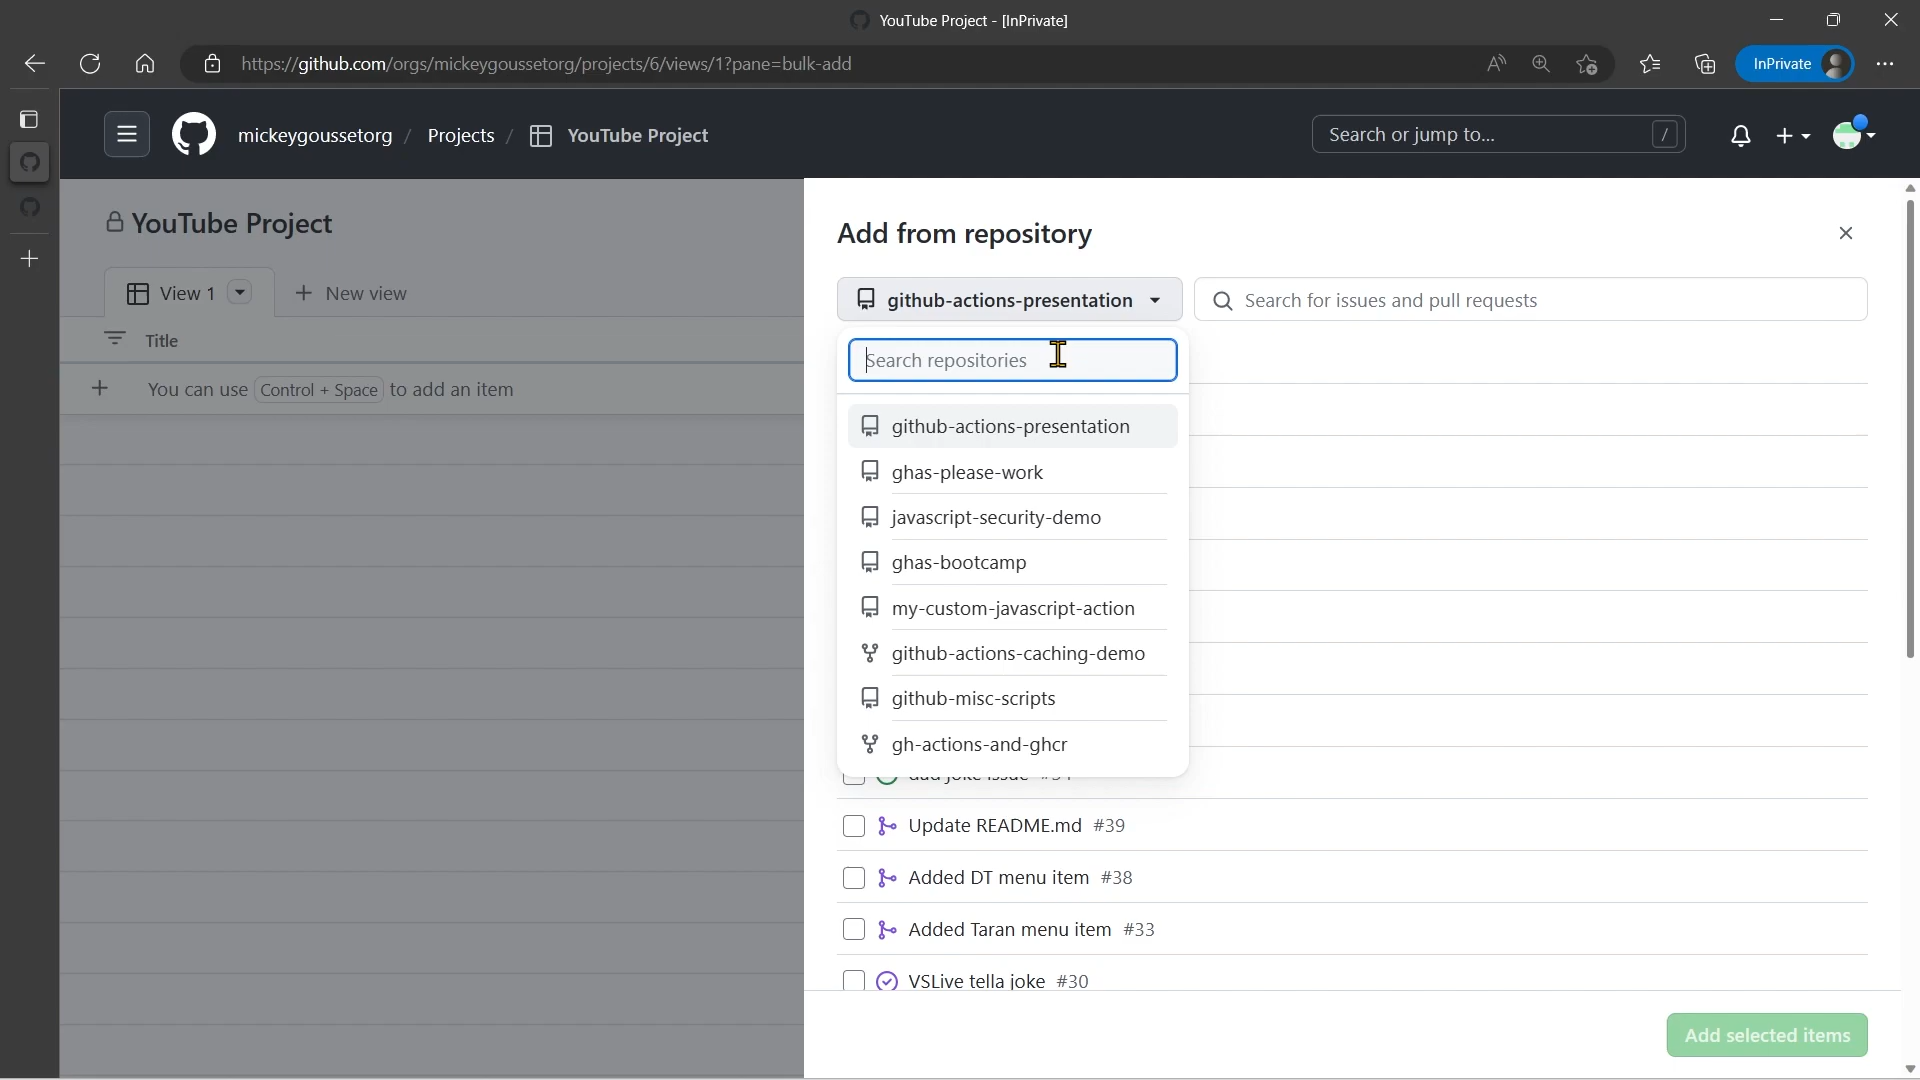 YouTube Project - [InPrivate]
https://github.com/orgs/mickeygoussetorg/projects/6/views/1?pane=bulk-add
InPrivate
mickeygoussetorg / Projects / YouTube Project
Search or jump to... /
YouTube Project
View 1
New view
Title
You can use Control + Space to add an item
Add from repository
github-actions-presentation
Search for issues and pull requests
Search repositories
github-actions-presentation
ghas-please-work
javascript-security-demo
ghas-bootcamp
my-custom-javascript-action
github-actions-caching-demo
github-misc-scripts
gh-actions-and-ghcr
dad joke issue
Update README.md #39
Added DT menu item #38
Added Taran menu item #33
VSLive tella joke #30
Add selected items